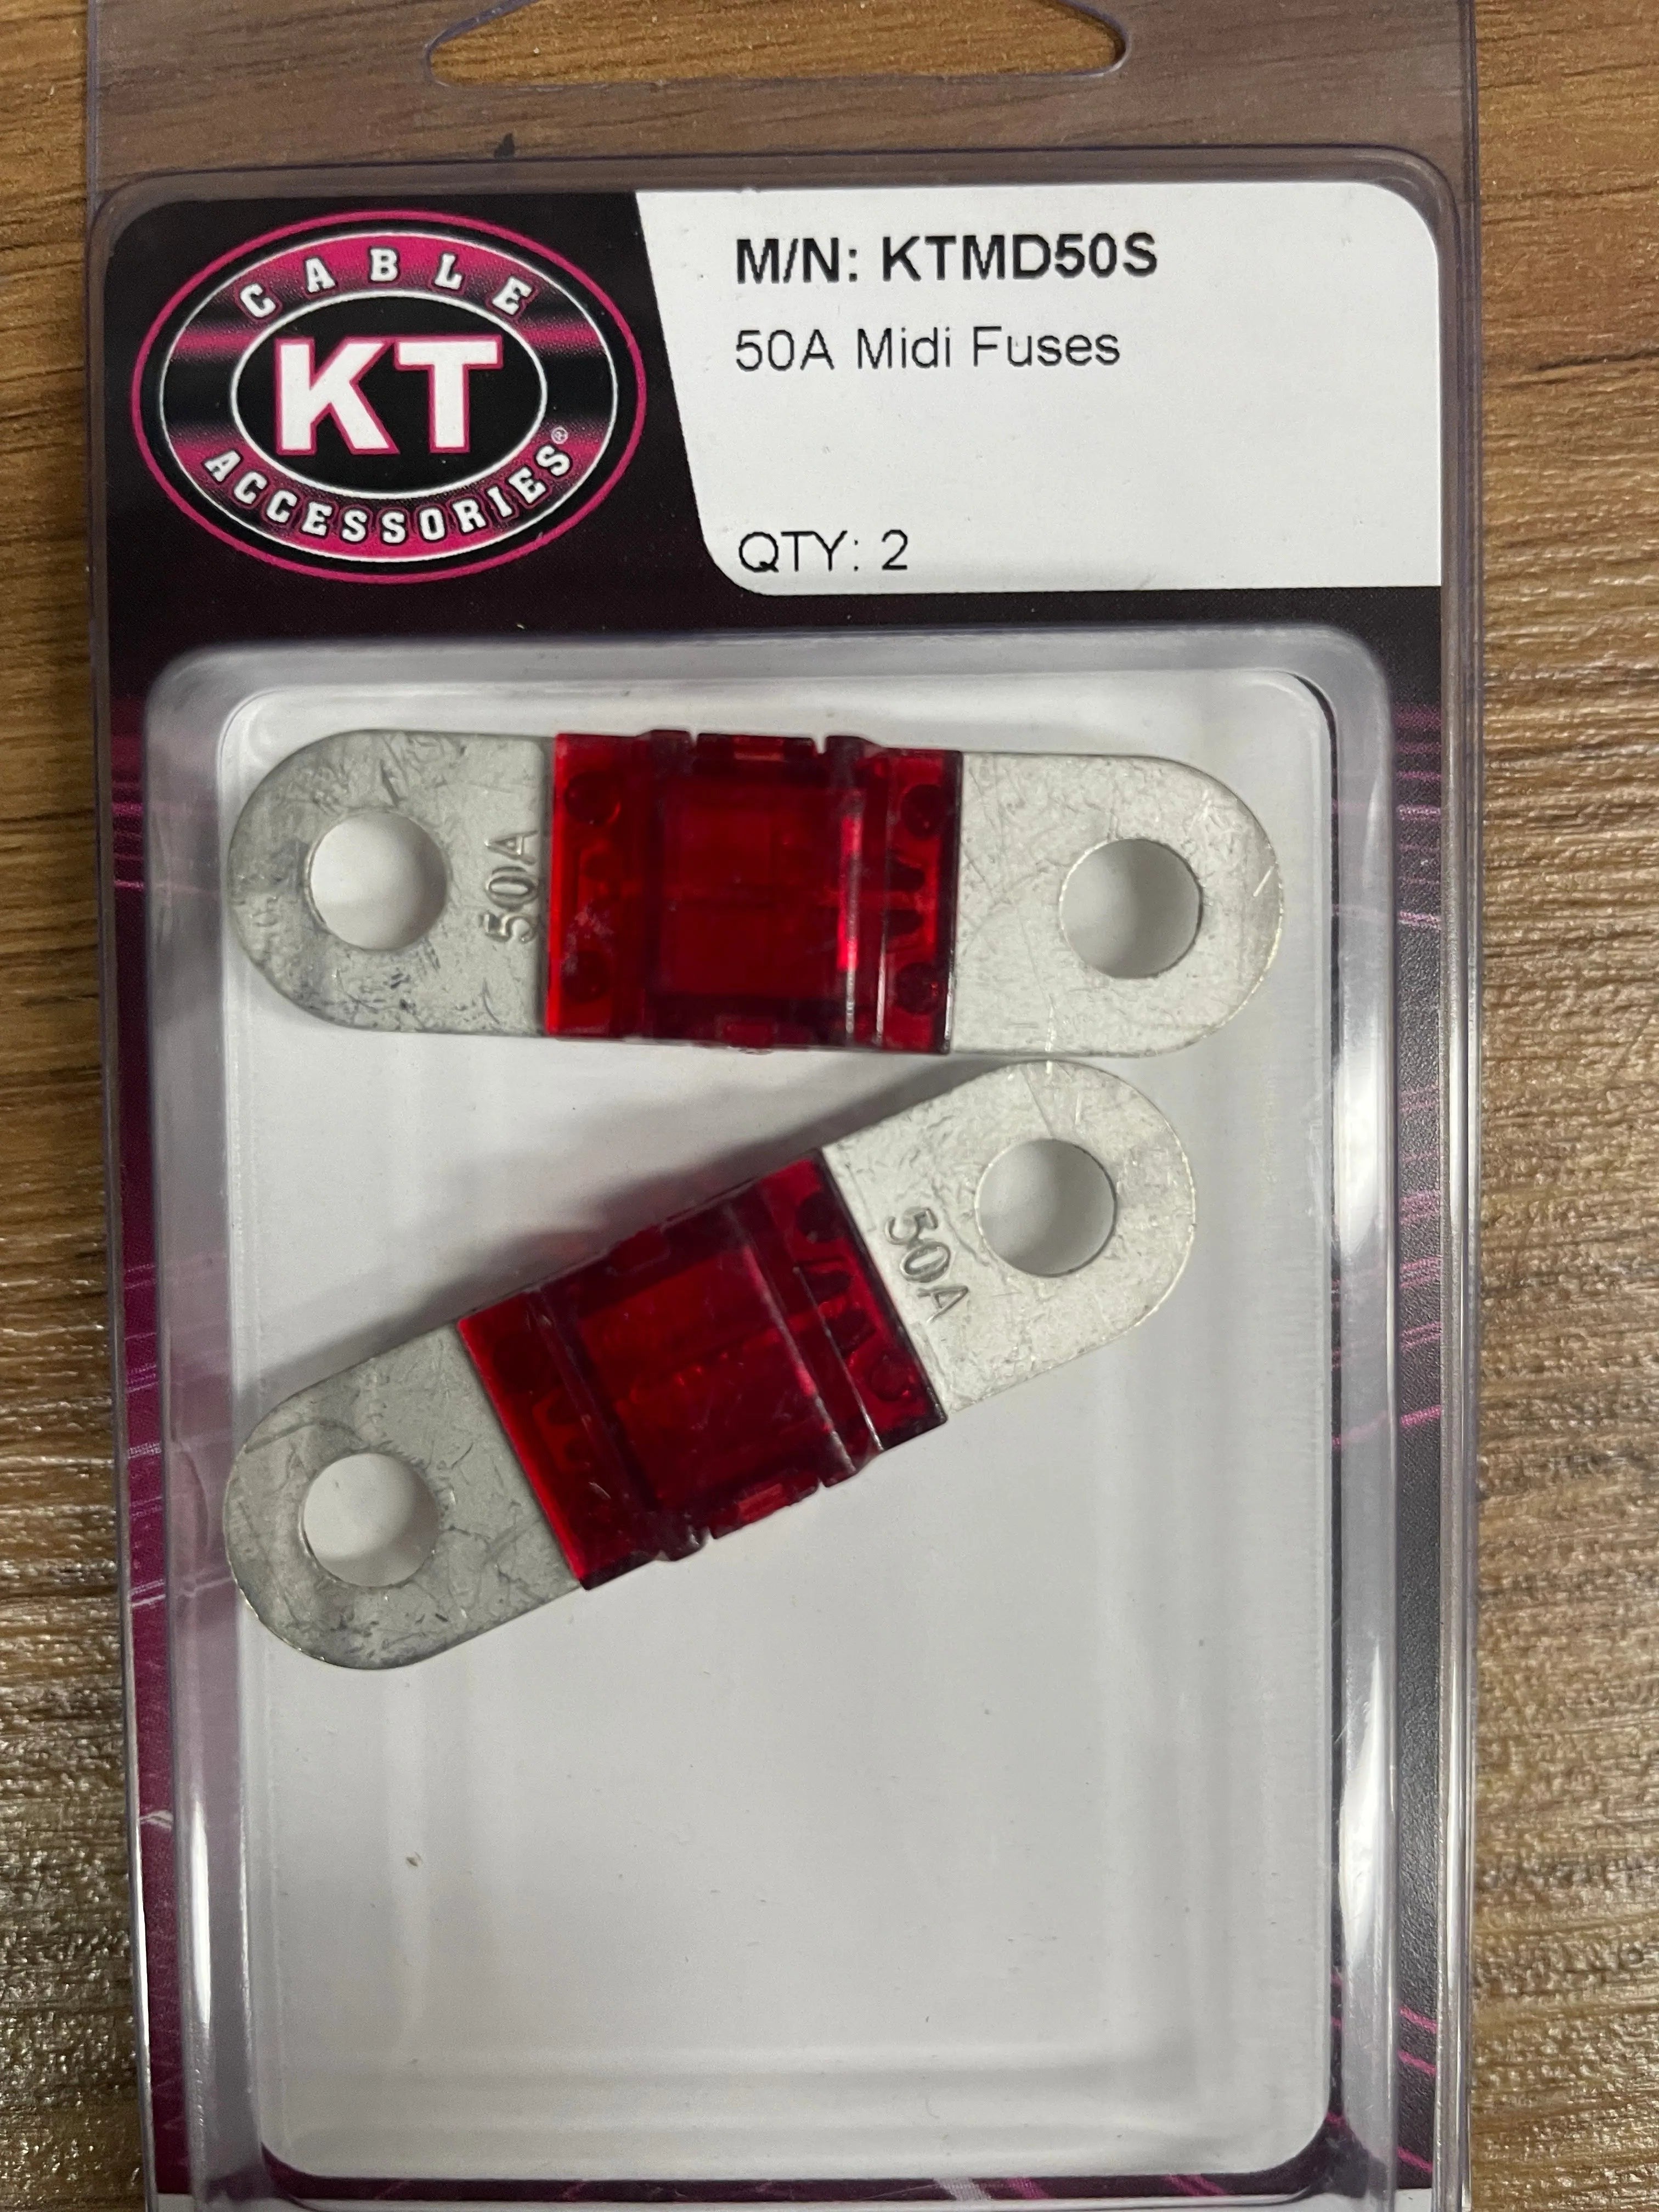 CABLE
KT
ACCESSORIES®
M/N: KTMD50S
50A Midi Fuses
QTY: 2
50A
50A